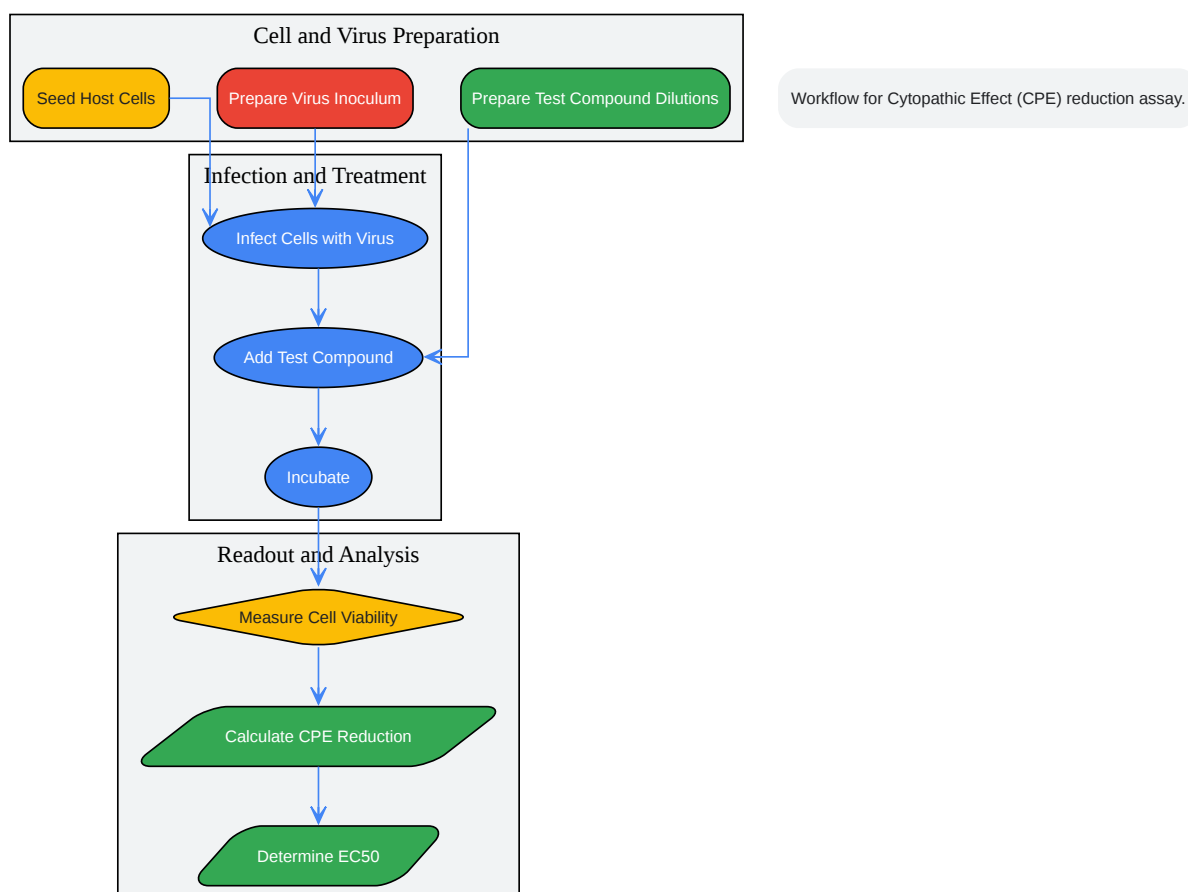 Cell and Virus Preparation
Seed Host Cells
Prepare Virus Inoculum
Prepare Test Compound Dilutions
Workflow for Cytopathic Effect (CPE) reduction assay.
Infection and Treatment
Infect Cells with Virus
Add Test Compound
Incubate
Readout and Analysis
Measure Cell Viability
Calculate CPE Reduction
Determine EC50